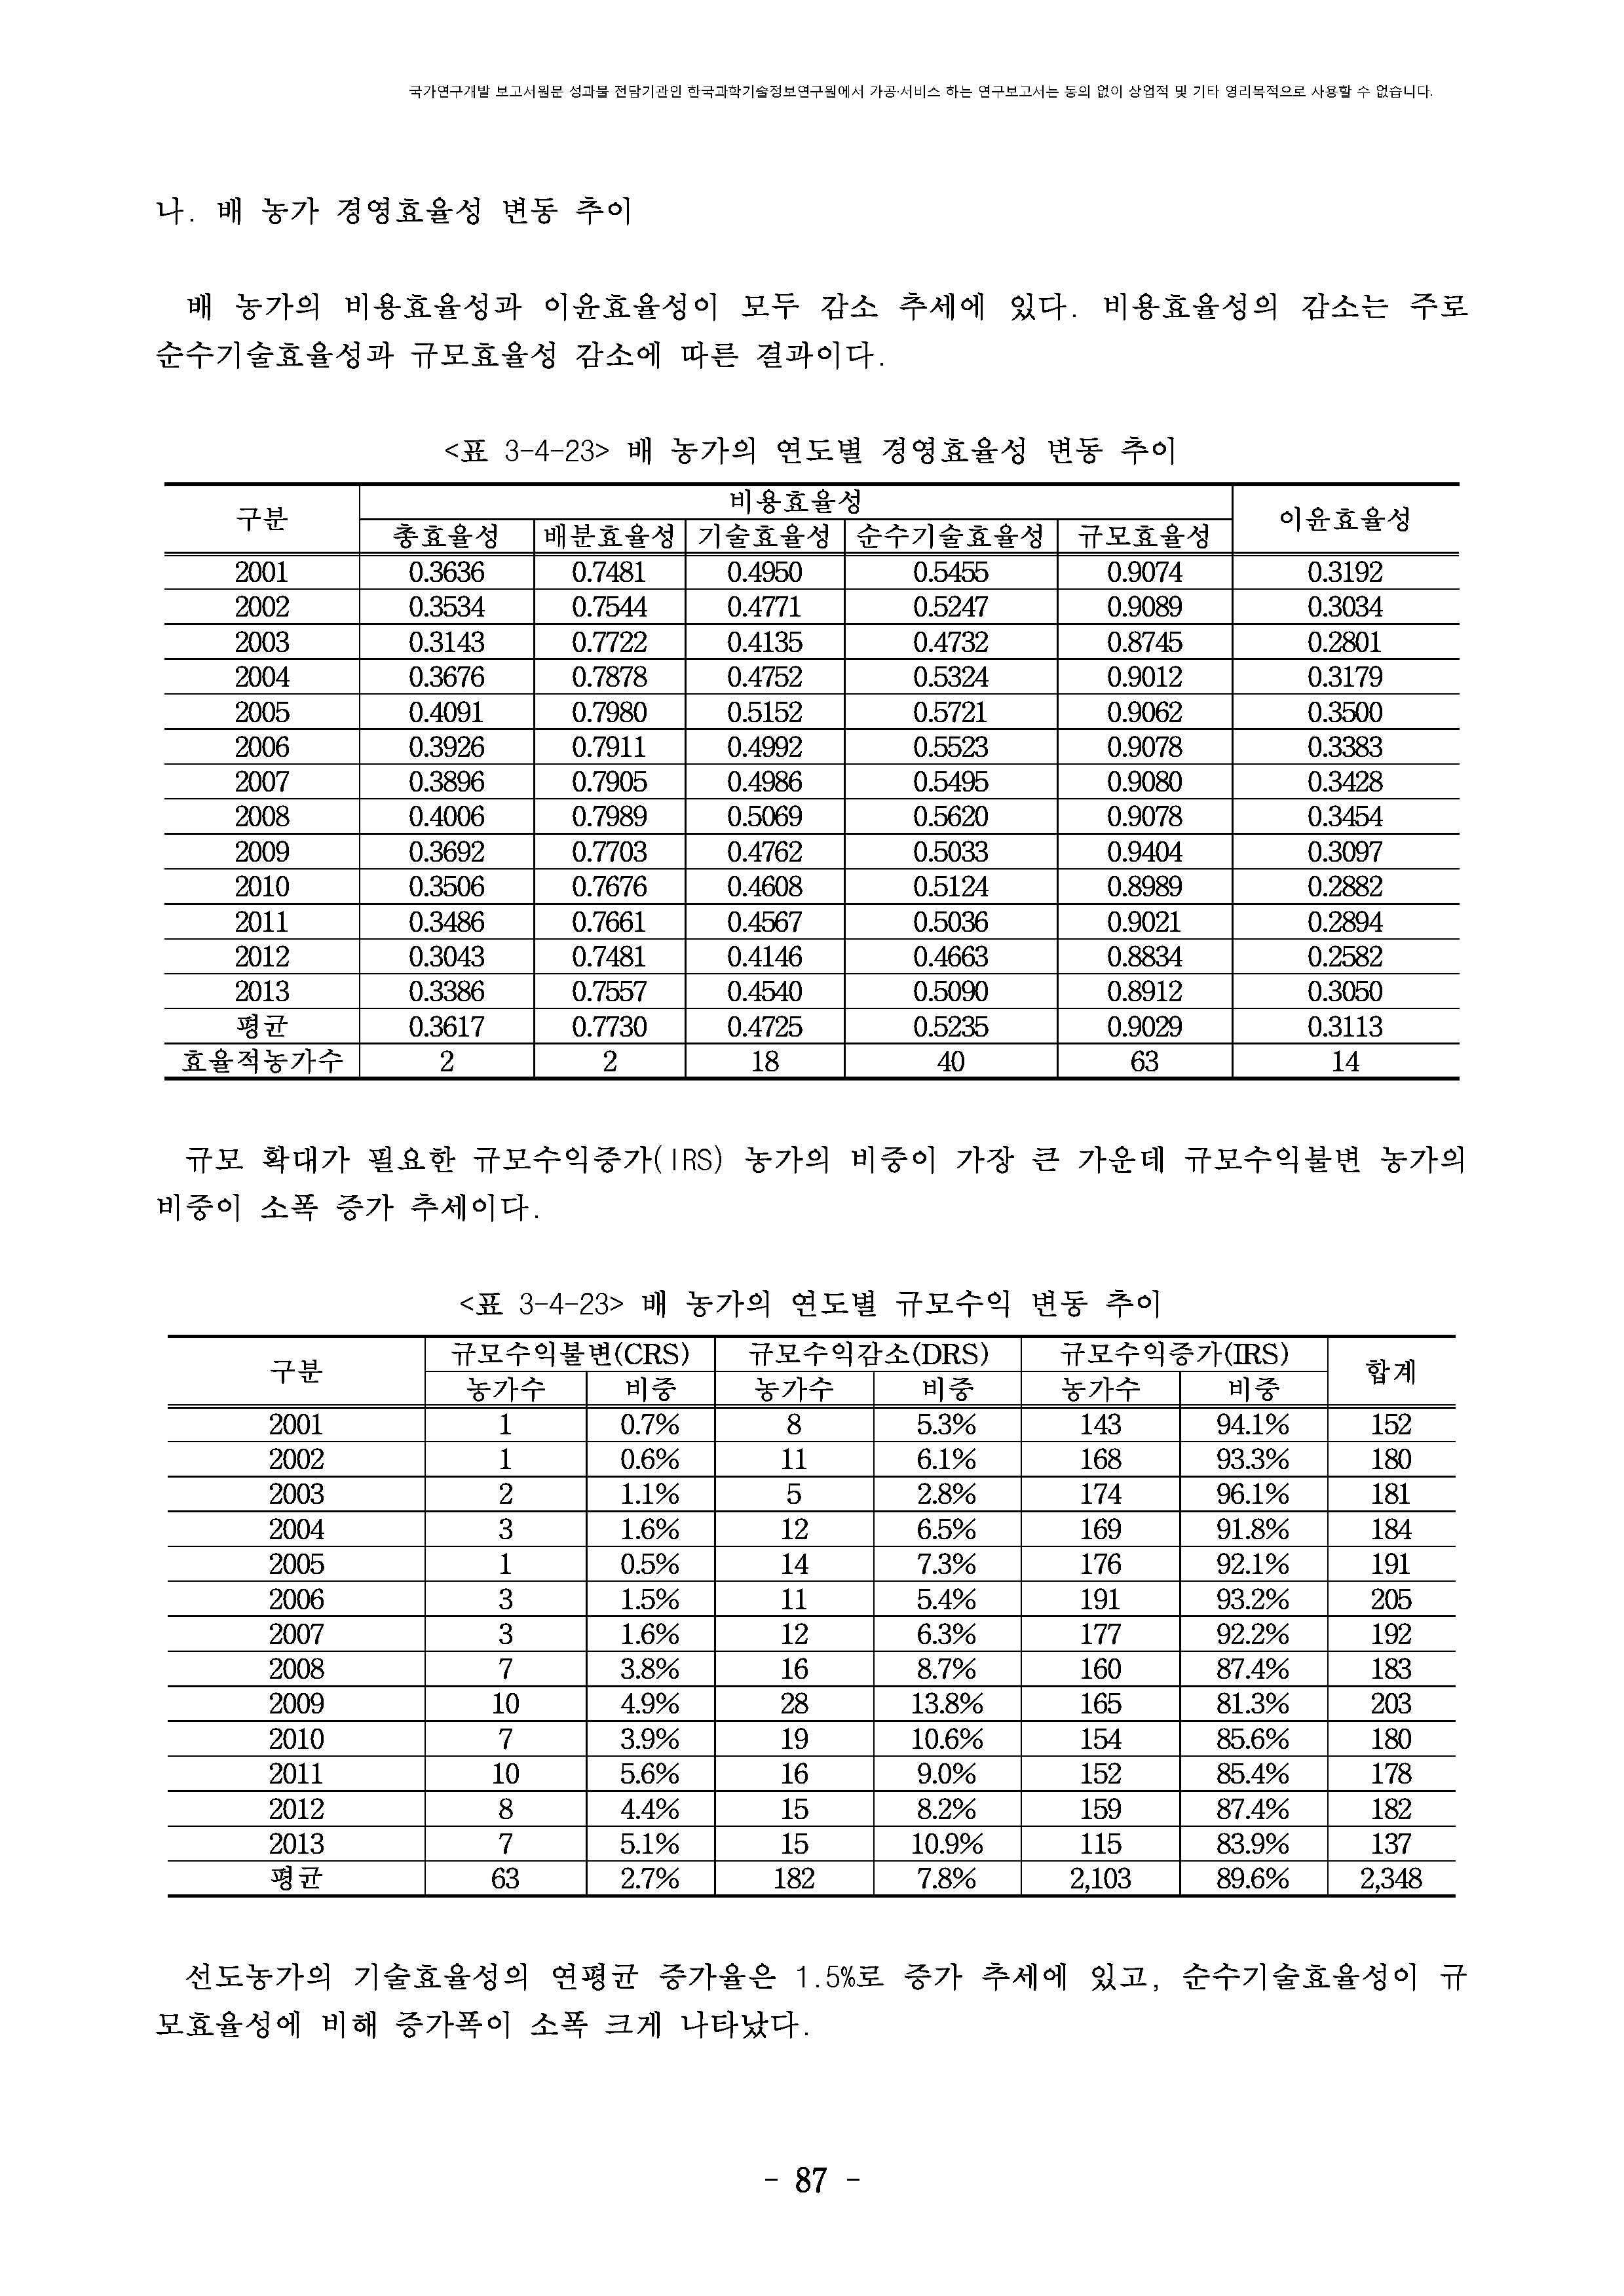 국가연구개발 보고서원문 성과물 전담기관인 한국과학기술정보연구원에서 가공·서비스 하는 연구보고서는 동의 없이 상업적 및 기타 영리목적으로 사용할 수 없습니다.
나. 배 농가 경영효율성 변동 추이
배 농가의 비용효율성과 이윤효율성이 모두 감소 추세에 있다. 비용효율성의 감소는 주로
순수기술효율성과 규모효율성 감소에 따른 결과이다.
<표 3-4-23> 배 농가의 연도별 경영효율성 변동 추이
구분 비용효율성 이윤효율성
총효율성 배분효율성 기술효율성 순수기술효율성 규모효율성
2001 0.3636 0.7481 0.4950 0.5455 0.9074 0.3192
2002 0.3534 0.7544 0.4771 0.5247 0.9089 0.3034
2003 0.3143 0.7722 0.4135 0.4732 0.8745 0.2801
2004 0.3676 0.7878 0.4752 0.5324 0.9012 0.3179
2005 0.4091 0.7980 0.5152 0.5721 0.9062 0.3500
2006 0.3926 0.7911 0.4992 0.5523 0.9078 0.3383
2007 0.3896 0.7905 0.4986 0.5495 0.9080 0.3428
2008 0.4006 0.7989 0.5069 0.5620 0.9078 0.3454
2009 0.3692 0.7703 0.4762 0.5033 0.9404 0.3097
2010 0.3506 0.7676 0.4608 0.5124 0.8989 0.2882
2011 0.3486 0.7661 0.4567 0.5036 0.9021 0.2894
2012 0.3043 0.7481 0.4146 0.4663 0.8834 0.2582
2013 0.3386 0.7557 0.4540 0.5090 0.8912 0.3050
평균 0.3617 0.7730 0.4725 0.5235 0.9029 0.3113
효율적농가수 2 2 18 40 63 14
규모 확대가 필요한 규모수익증가(IRS) 농가의 비중이 가장 큰 가운데 규모수익불변 농가의
비중이 소폭 증가 추세이다.
<표 3-4-23> 배 농가의 연도별 규모수익 변동 추이
구분 규모수익불변(CRS) 규모수익감소(DRS) 규모수익증가(IRS) 합계
농가수 비중 농가수 비중 농가수 비중
2001 1 0.7% 8 5.3% 143 94.1% 152
2002 1 0.6% 11 6.1% 168 93.3% 180
2003 2 1.1% 5 2.8% 174 96.1% 181
2004 3 1.6% 12 6.5% 169 91.8% 184
2005 1 0.5% 14 7.3% 176 92.1% 191
2006 3 1.5% 11 5.4% 191 93.2% 205
2007 3 1.6% 12 6.3% 177 92.2% 192
2008 7 3.8% 16 8.7% 160 87.4% 183
2009 10 4.9% 28 13.8% 165 81.3% 203
2010 7 3.9% 19 10.6% 154 85.6% 180
2011 10 5.6% 16 9.0% 152 85.4% 178
2012 8 4.4% 15 8.2% 159 87.4% 182
2013 7 5.1% 15 10.9% 115 83.9% 137
평균 63 2.7% 182 7.8% 2,103 89.6% 2,348
선도농가의 기술효율성의 연평균 증가율은 1.5%로 증가 추세에 있고, 순수기술효율성이 규
모효율성에 비해 증가폭이 소폭 크게 나타났다.
- 87 -